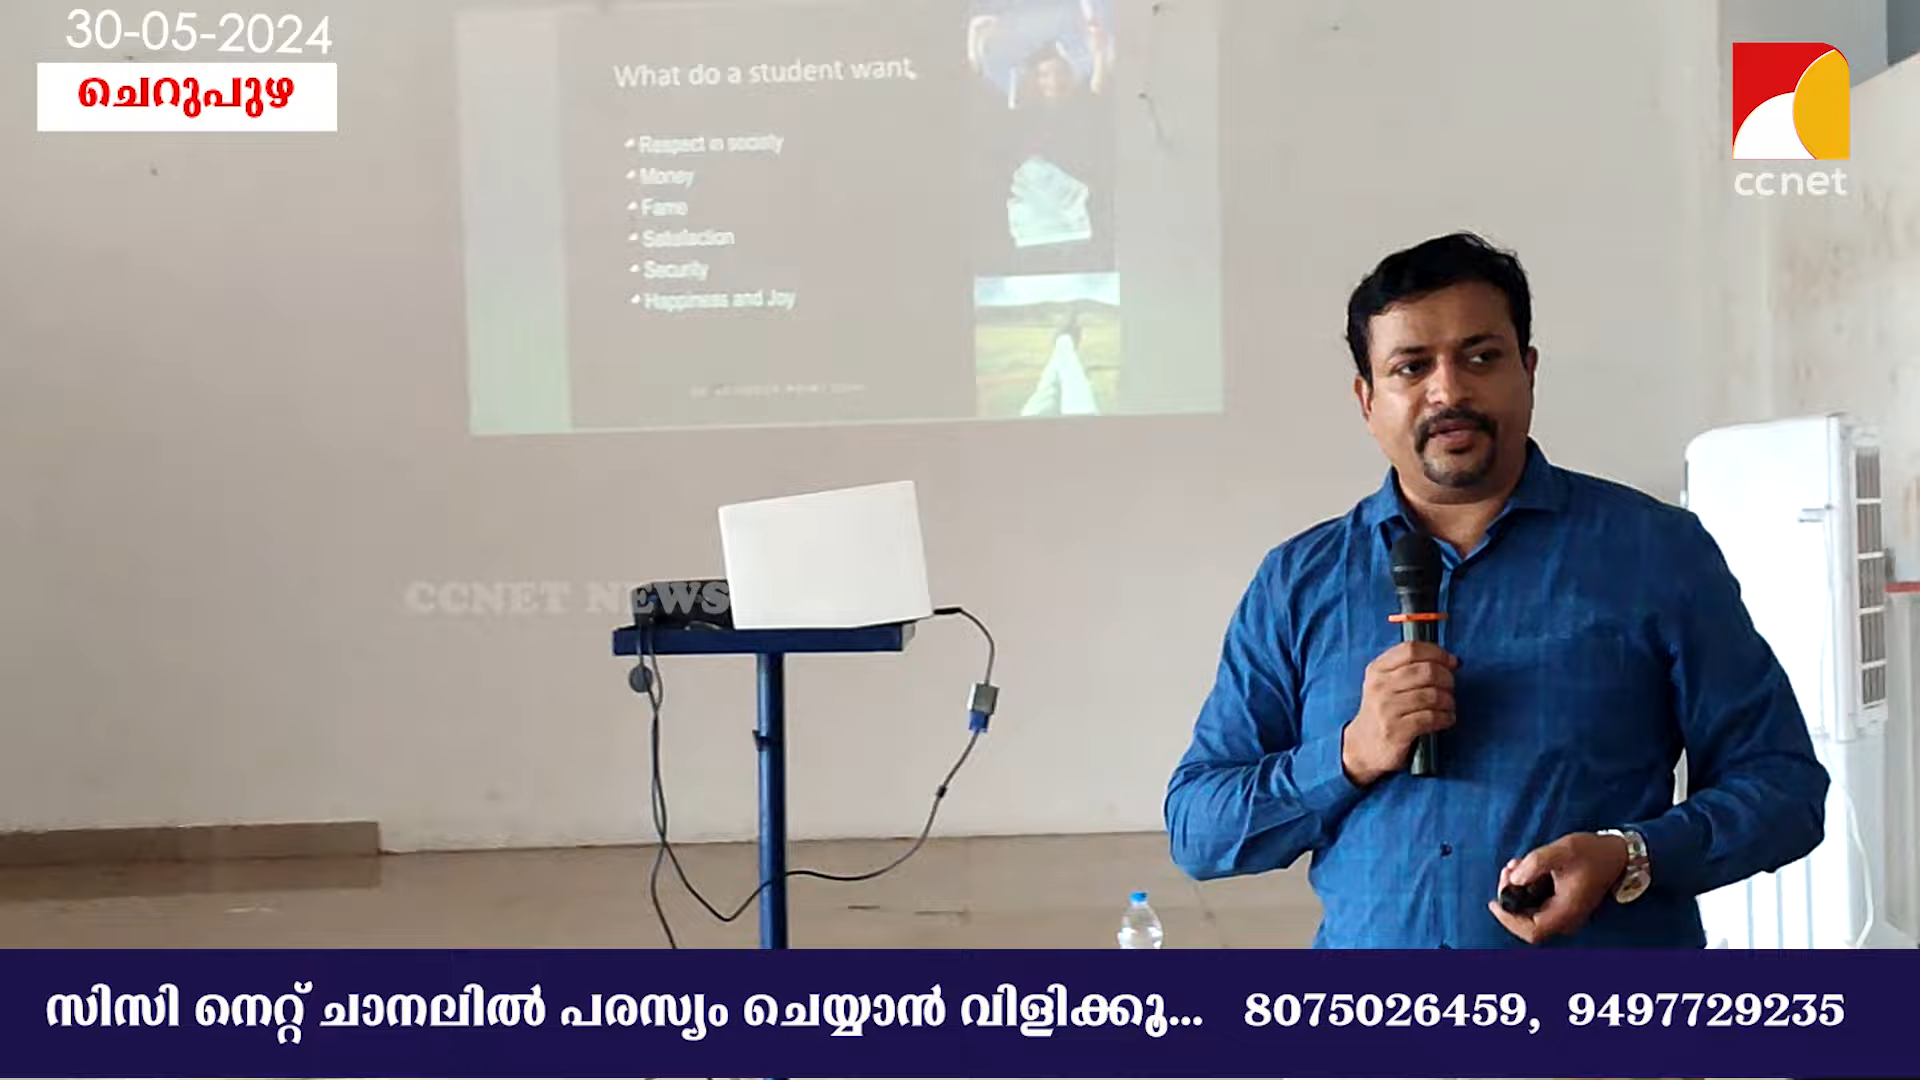 30-05-2024
ചെറുപുഴ
ccnet
What do a student want
Respect in society
Money
Fame
Satisfaction
Security
Happiness and Joy
CCNET NEWS
സിസി നെറ്റ് ചാനലിൽ പരസ്യം ചെയ്യാൻ വിളിക്കൂ... 8075026459, 9497729235